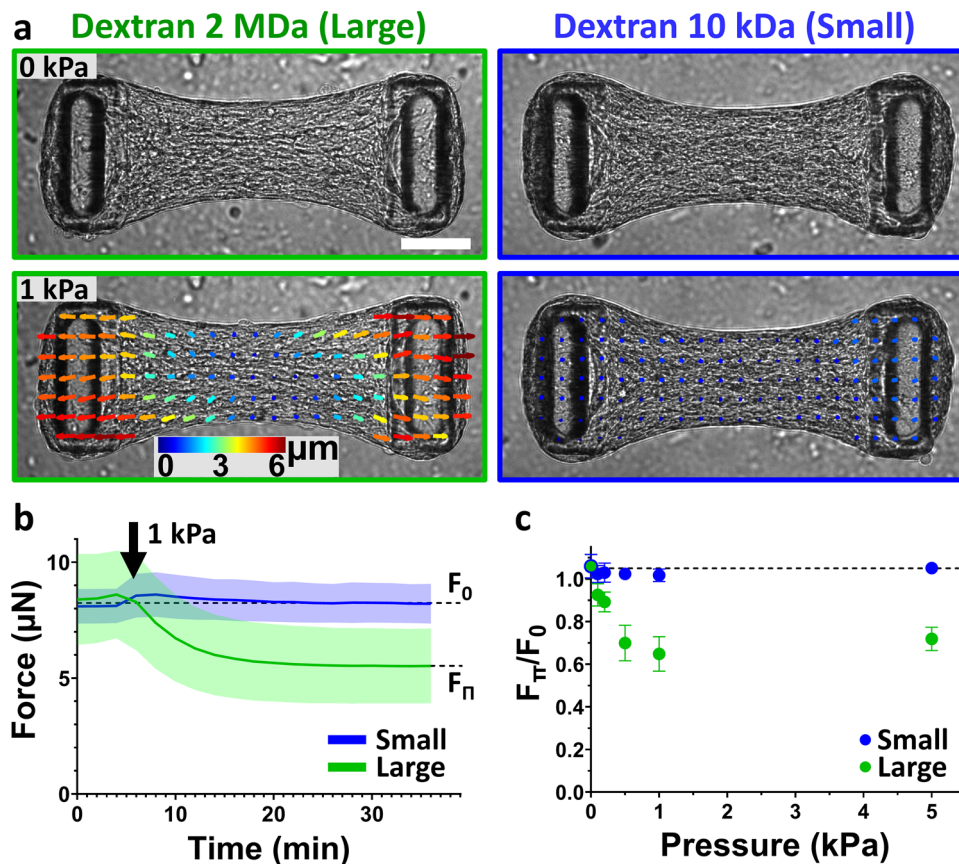 a
Dextran 2 MDa (Large)
Dextran 10 kDa (Small)
0 kPa
1 kPa
0 3 6 µm
b
1 kPa
Force (µN)
10
5
0
F₀
F_Π
Small
Large
0 10 20 30
Time (min)
c
F_π/F₀
1.0
0.8
0.6
0.4
0.2
0.0
Small
Large
0 1 2 3 4 5
Pressure (kPa)